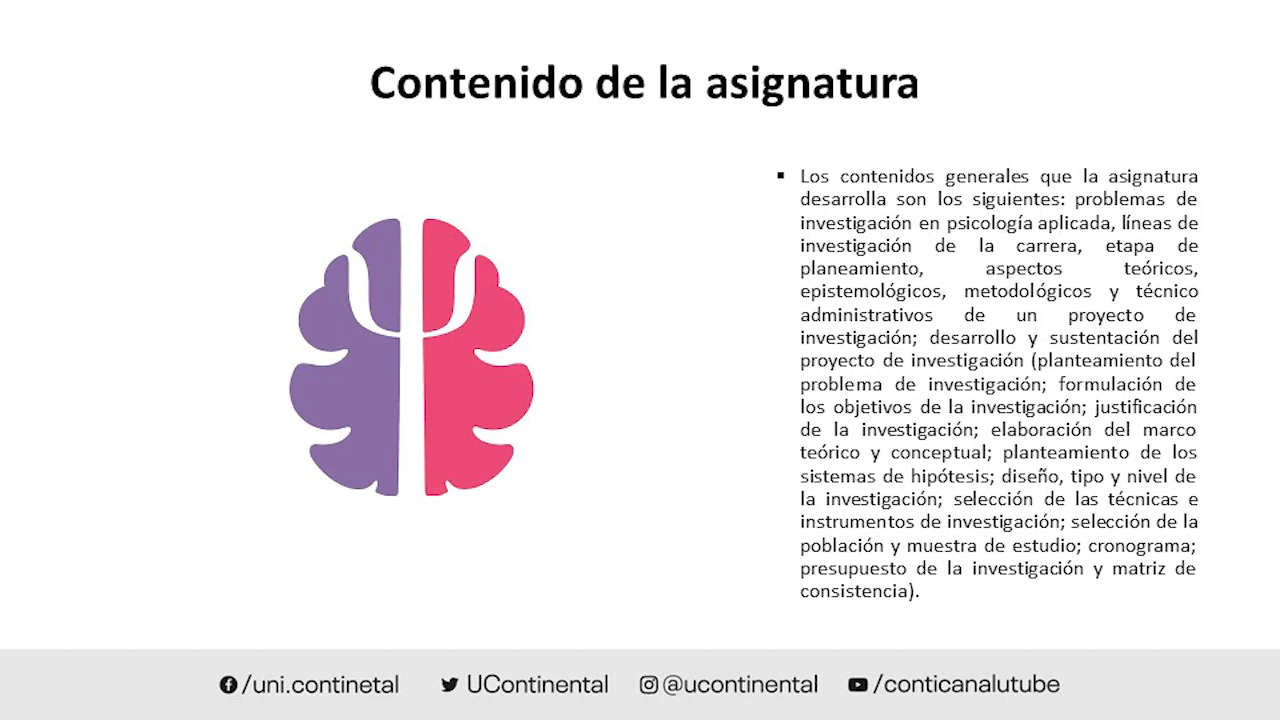 Contenido de la asignatura
▪ Los contenidos generales que la asignatura
desarrolla son los siguientes: problemas de
investigación en psicología aplicada, líneas de
investigación de la carrera, etapa de
planeamiento, aspectos teóricos,
epistemológicos, metodológicos y técnico
administrativos de un proyecto de
investigación; desarrollo y sustentación del
proyecto de investigación (planteamiento del
problema de investigación; formulación de
los objetivos de la investigación; justificación
de la investigación; elaboración del marco
teórico y conceptual; planteamiento de los
sistemas de hipótesis; diseño, tipo y nivel de
la investigación; selección de las técnicas e
instrumentos de investigación; selección de la
población y muestra de estudio; cronograma;
presupuesto de la investigación y matriz de
consistencia).
/uni.continetal UContinental @ucontinental /conticanalutube